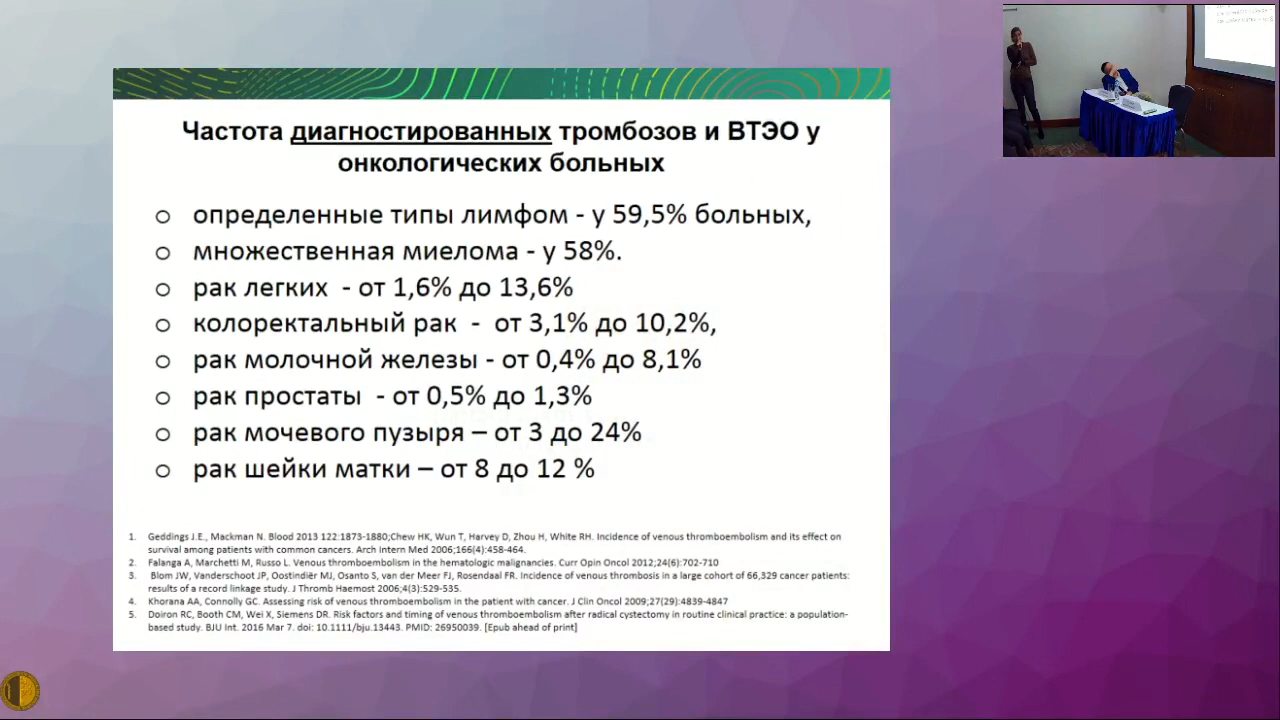 Частота диагностированных тромбозов и ВТЭО у
онкологических больных
o определенные типы лимфом - у 59,5% больных,
o множественная миелома - у 58%.
o рак легких - от 1,6% до 13,6%
o колоректальный рак - от 3,1% до 10,2%,
o рак молочной железы - от 0,4% до 8,1%
o рак простаты - от 0,5% до 1,3%
o рак мочевого пузыря – от 3 до 24%
o рак шейки матки – от 8 до 12 %
1. Geddings J.E., Mackman N. Blood 2013 122:1873-1880;Chew HK, Wun T, Harvey D, Zhou H, White RH. Incidence of venous thromboembolism and its effect on
survival among patients with common cancers. Arch Intern Med 2006;166(4):458-464.
2. Falanga A, Marchetti M, Russo L. Venous thromboembolism in the hematologic malignancies. Curr Opin Oncol 2012;24(6):702-710
3. Blom JW, Vanderschoot JP, Oostindiër MJ, Osanto S, van der Meer FJ, Rosendaal FR. Incidence of venous thrombosis in a large cohort of 66,329 cancer patients:
results of a record linkage study. J Thromb Haemost 2006;4(3):529-535.
4. Khorana AA, Connolly GC. Assessing risk of venous thromboembolism in the patient with cancer. J Clin Oncol 2009;27(29):4839-4847
5. Doiron RC, Booth CM, Wei X, Siemens DR. Risk factors and timing of venous thromboembolism after radical cystectomy in routine clinical practice: a population-
based study. BJU Int. 2016 Mar 7. doi: 10.1111/bju.13443. PMID: 26950039. [Epub ahead of print]